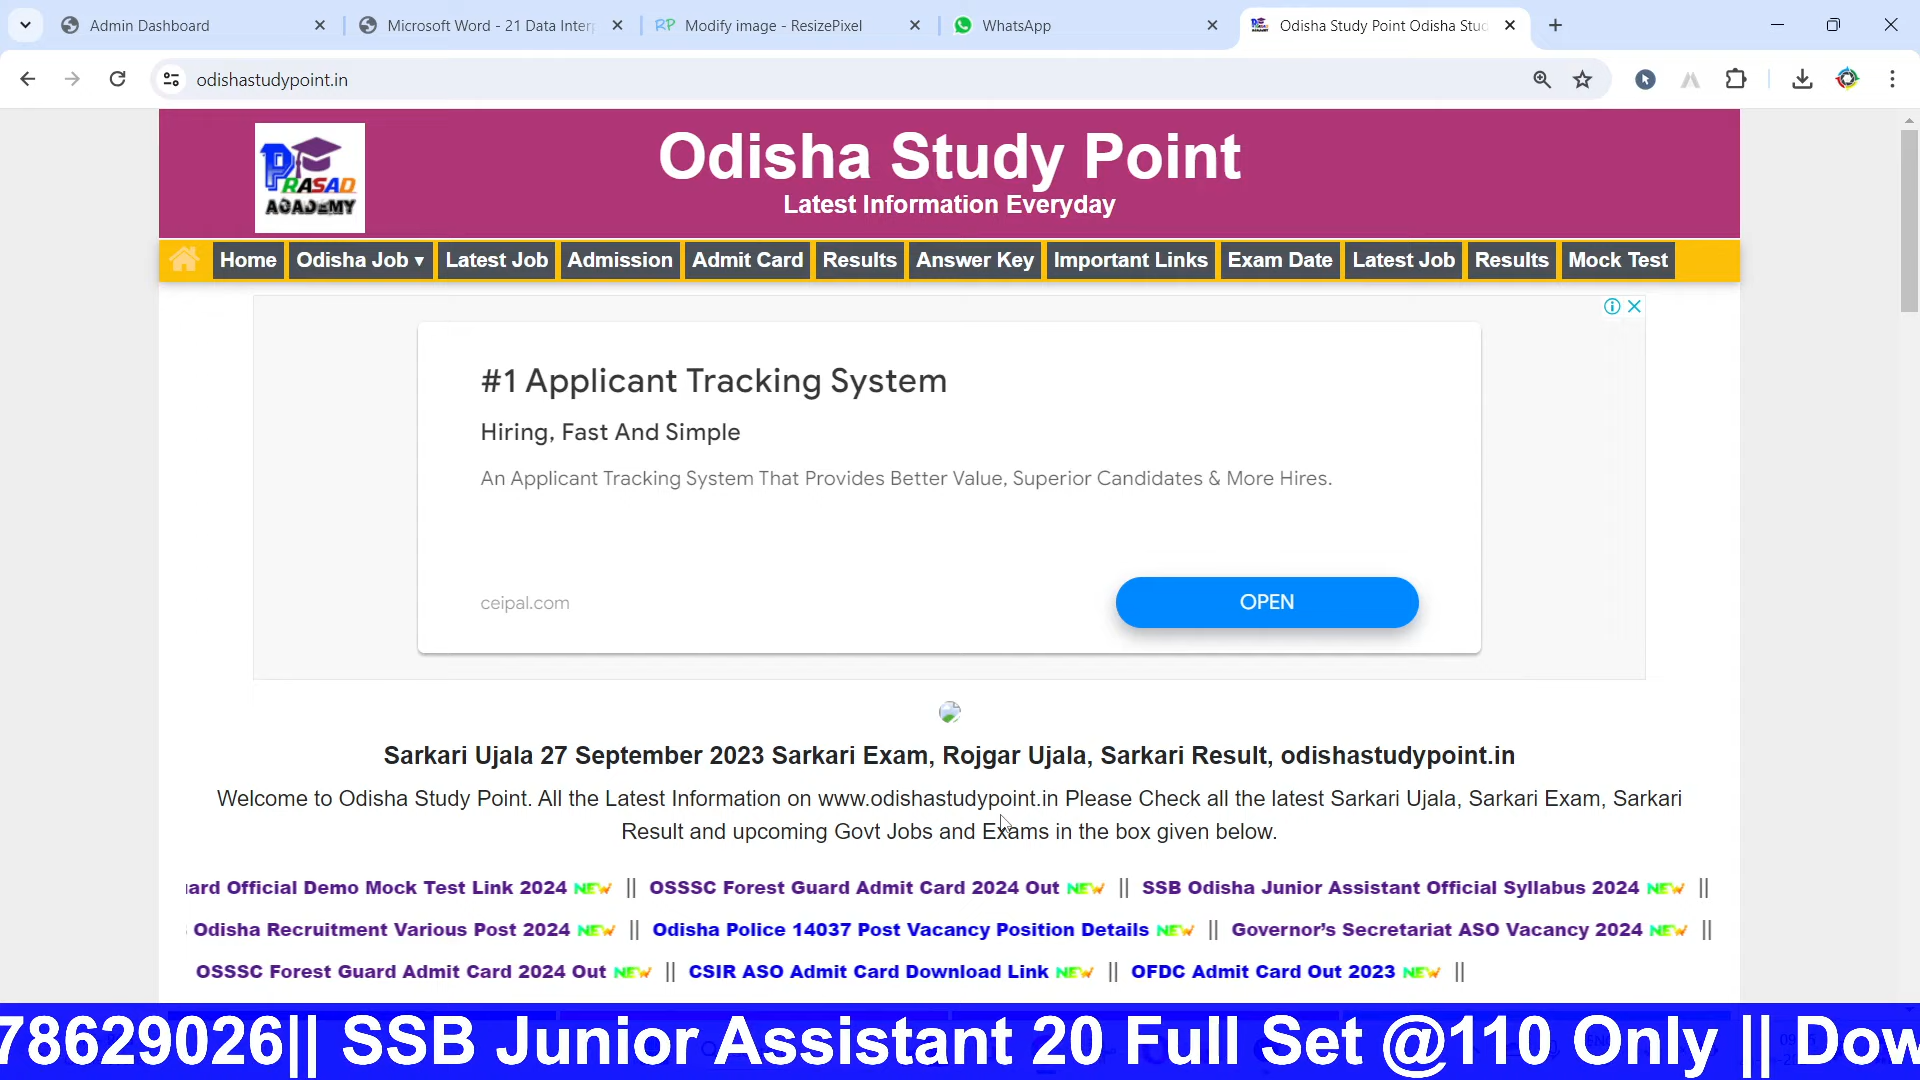 Admin Dashboard
Microsoft Word - 21 Data Inter
RP Modify image - ResizePixel
WhatsApp
Odisha Study Point Odisha Stud
odishastudypoint.in
PRASAD
ACADEMY
Odisha Study Point
Latest Information Everyday
Home Odisha Job ▾ Latest Job Admission Admit Card Results Answer Key Important Links Exam Date Latest Job Results Mock Test
#1 Applicant Tracking System
Hiring, Fast And Simple
An Applicant Tracking System That Provides Better Value, Superior Candidates & More Hires.
ceipal.com
OPEN
Sarkari Ujala 27 September 2023 Sarkari Exam, Rojgar Ujala, Sarkari Result, odishastudypoint.in
Welcome to Odisha Study Point. All the Latest Information on www.odishastudypoint.in Please Check all the latest Sarkari Ujala, Sarkari Exam, Sarkari
Result and upcoming Govt Jobs and Exams in the box given below.
ard Official Demo Mock Test Link 2024 NEW || OSSSC Forest Guard Admit Card 2024 Out NEW || SSB Odisha Junior Assistant Official Syllabus 2024 NEW ||
Odisha Recruitment Various Post 2024 NEW || Odisha Police 14037 Post Vacancy Position Details NEW || Governor’s Secretariat ASO Vacancy 2024 NEW ||
OSSSC Forest Guard Admit Card 2024 Out NEW || CSIR ASO Admit Card Download Link NEW || OFDC Admit Card Out 2023 NEW ||
78629026|| SSB Junior Assistant 20 Full Set @110 Only || Dow